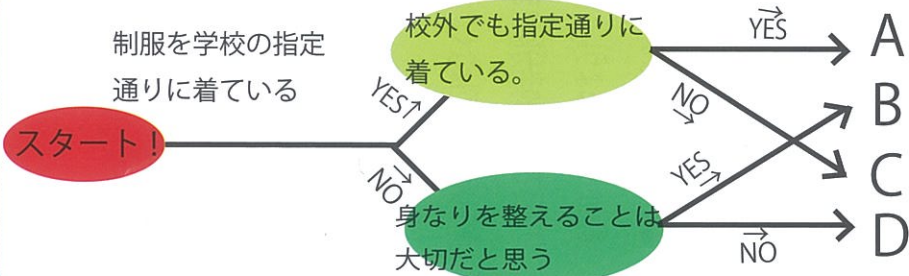 制服を学校の指定
通りに着ている
スタート！
YES↑
NO→
校外でも指定通りに
着ている。
身なりを整えることは
大切だと思う
YES→
NO→
YES→
NO→
A
B
C
D